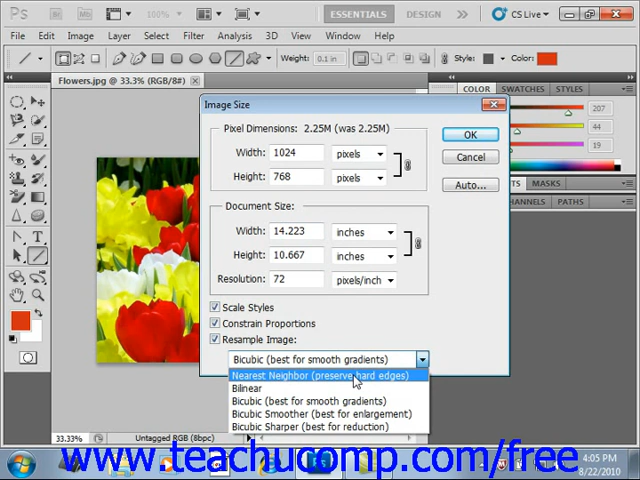 Ps Br Mb 100% ESSENTIALS DESIGN >> CS Live
File Edit Image Layer Select Filter Analysis 3D View Window Help
Weight: 0.1 in Style: Color:
Flowers.jpg @ 33.3% (RGB/8#)
COLOR SWATCHES STYLES
207
44
19
MASKS
CHANNELS PATHS
Image Size
Pixel Dimensions: 2.25M (was 2.25M)
Width: 1024 pixels
Height: 768 pixels
OK
Cancel
Auto...
Document Size:
Width: 14.223 inches
Height: 10.667 inches
Resolution: 72 pixels/inch
Scale Styles
Constrain Proportions
Resample Image:
Bicubic (best for smooth gradients)
Nearest Neighbor (preserve hard edges)
Bilinear
Bicubic (best for smooth gradients)
Bicubic Smoother (best for enlargement)
Bicubic Sharper (best for reduction)
33.33% Untagged RGB (8bpc)
www.teachucomp.com/free
4:05 PM
8/22/2010